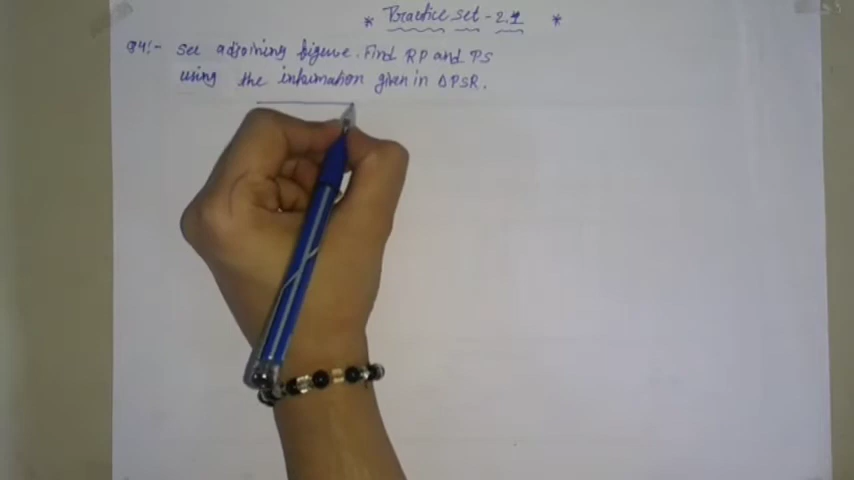 * Practice set - 2.1 *
Q4:- See adjoining figure. Find RP and PS
using the information given in ΔPSR.